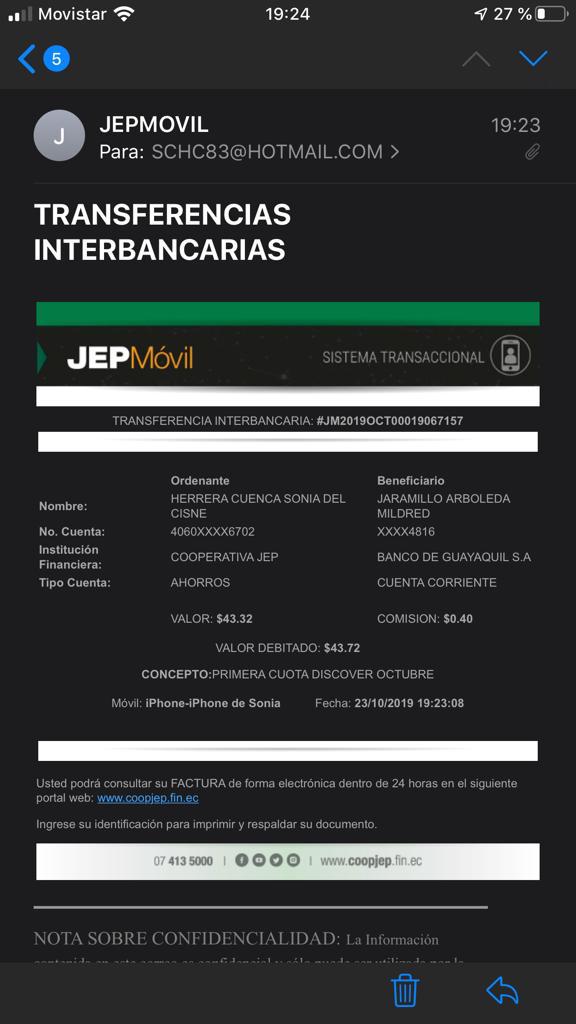 Movistar 19:24 27 %
5
J JEPMOVIL 19:23
Para: SCHC83@HOTMAIL.COM
TRANSFERENCIAS
INTERBANCARIAS
JEPMóvil SISTEMA TRANSACCIONAL
TRANSFERENCIA INTERBANCARIA: #JM2019OCT00019067157
Ordenante Beneficiario
Nombre: HERRERA CUENCA SONIA DEL CISNE JARAMILLO ARBOLEDA MILDRED
No. Cuenta: 4060XXXX6702 XXXX4816
Institución Financiera: COOPERATIVA JEP BANCO DE GUAYAQUIL S.A
Tipo Cuenta: AHORROS CUENTA CORRIENTE
VALOR: $43.32 COMISION: $0.40
VALOR DEBITADO: $43.72
CONCEPTO:PRIMERA CUOTA DISCOVER OCTUBRE
Móvil: iPhone-iPhone de Sonia Fecha: 23/10/2019 19:23:08
Usted podrá consultar su FACTURA de forma electrónica dentro de 24 horas en el siguiente
portal web: www.coopjep.fin.ec
Ingrese su identificación para imprimir y respaldar su documento.
07 413 5000 | | www.coopjep.fin.ec
NOTA SOBRE CONFIDENCIALIDAD: La Información